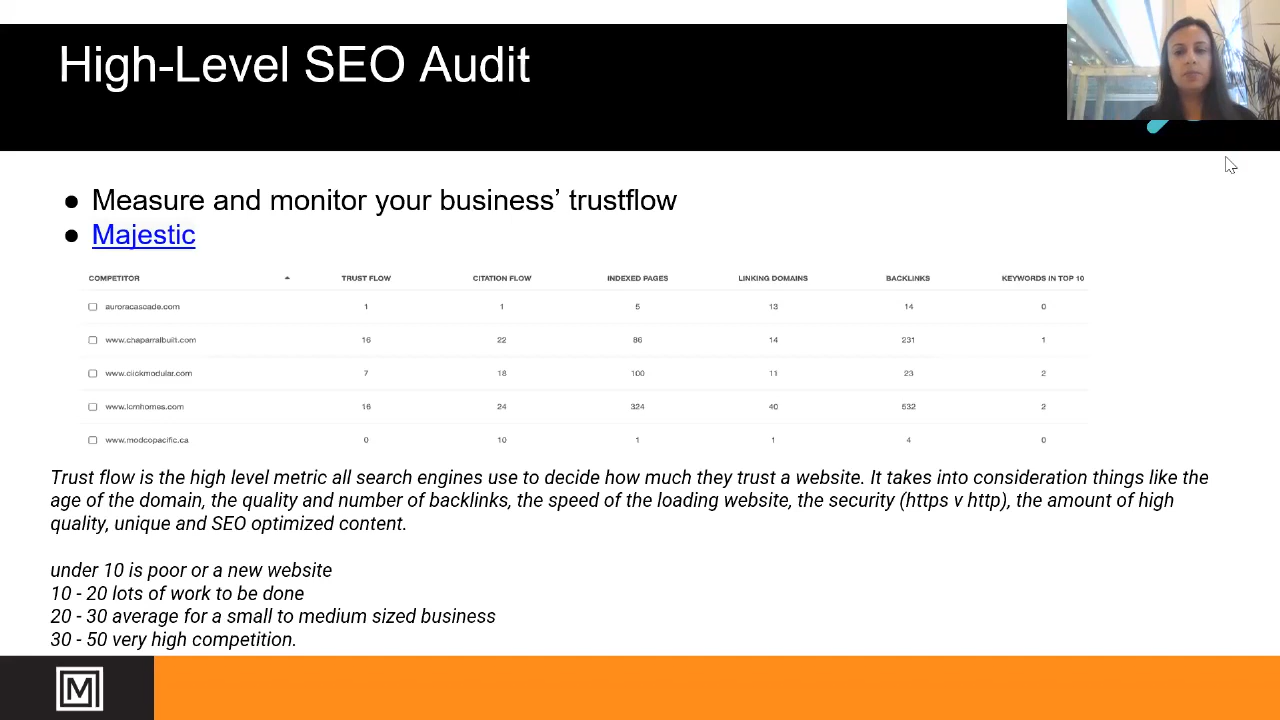 High-Level SEO Audit
● Measure and monitor your business’ trustflow
● Majestic
COMPETITOR TRUST FLOW CITATION FLOW INDEXED PAGES LINKING DOMAINS BACKLINKS KEYWORDS IN TOP 10
auroracascade.com 1 1 5 13 14 0
www.chaparralbuilt.com 16 22 86 14 231 1
www.clickmodular.com 7 18 100 11 23 2
www.lcmhomes.com 16 24 324 40 532 2
www.modcopacific.ca 0 10 1 1 4 0
Trust flow is the high level metric all search engines use to decide how much they trust a website. It takes into consideration things like the
age of the domain, the quality and number of backlinks, the speed of the loading website, the security (https v http), the amount of high
quality, unique and SEO optimized content.
under 10 is poor or a new website
10 - 20 lots of work to be done
20 - 30 average for a small to medium sized business
30 - 50 very high competition.
M